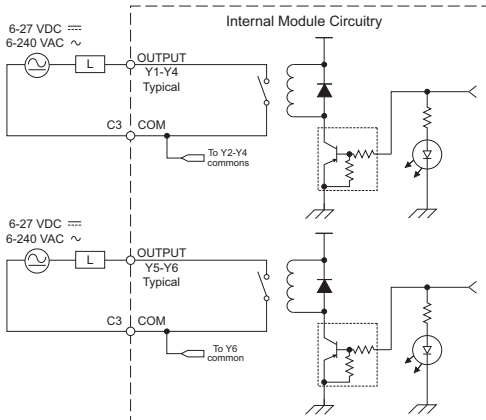 Internal Module Circuitry
6-27 VDC ⎓
6-240 VAC ∿
L
OUTPUT
Y1-Y4
Typical
C3
COM
To Y2-Y4
commons
6-27 VDC ⎓
6-240 VAC ∿
L
OUTPUT
Y5-Y6
Typical
C3
COM
To Y6
common